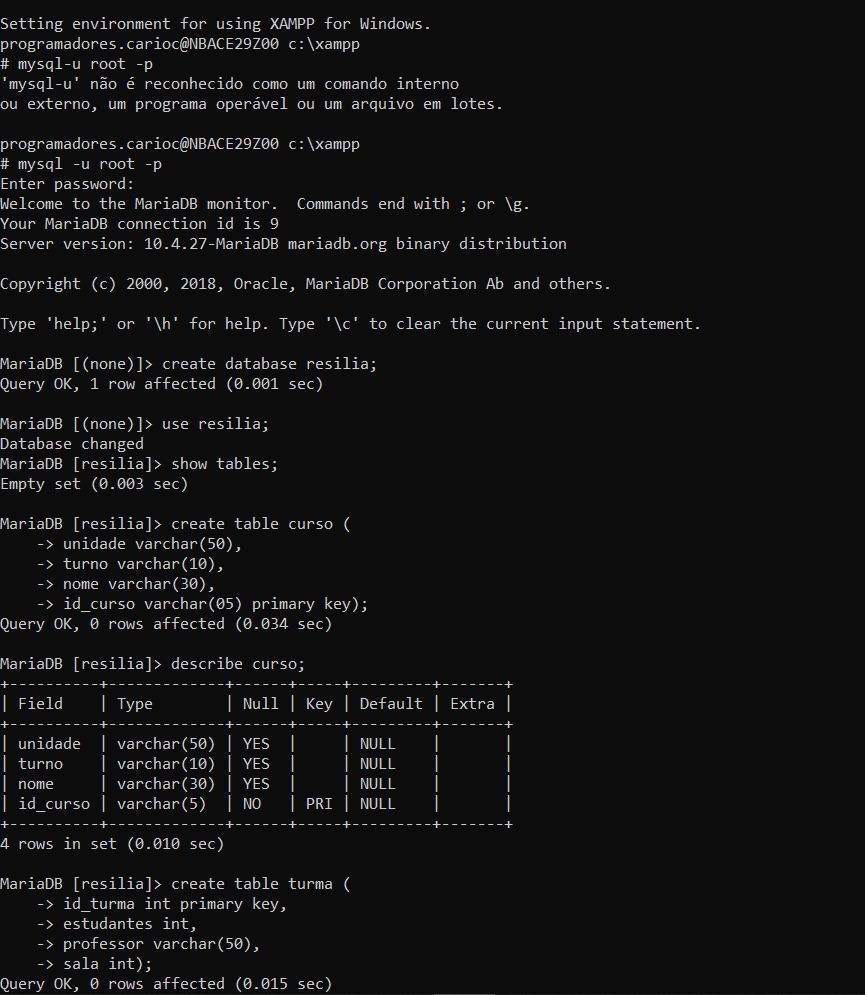 Setting environment for using XAMPP for Windows.
programadores.carioc@NBACE29Z00 c:\xampp
# mysql-u root -p
'mysql-u' não é reconhecido como um comando interno
ou externo, um programa operável ou um arquivo em lotes.

programadores.carioc@NBACE29Z00 c:\xampp
# mysql -u root -p
Enter password:
Welcome to the MariaDB monitor.  Commands end with ; or \g.
Your MariaDB connection id is 9
Server version: 10.4.27-MariaDB mariadb.org binary distribution

Copyright (c) 2000, 2018, Oracle, MariaDB Corporation Ab and others.

Type 'help;' or '\h' for help. Type '\c' to clear the current input statement.

MariaDB [(none)]> create database resilia;
Query OK, 1 row affected (0.001 sec)

MariaDB [(none)]> use resilia;
Database changed
MariaDB [resilia]> show tables;
Empty set (0.003 sec)

MariaDB [resilia]> create table curso (
    -> unidade varchar(50),
    -> turno varchar(10),
    -> nome varchar(30),
    -> id_curso varchar(05) primary key);
Query OK, 0 rows affected (0.034 sec)

MariaDB [resilia]> describe curso;
+----------+-------------+------+-----+---------+-------+
| Field    | Type        | Null | Key | Default | Extra |
+----------+-------------+------+-----+---------+-------+
| unidade  | varchar(50) | YES  |     | NULL    |       |
| turno    | varchar(10) | YES  |     | NULL    |       |
| nome     | varchar(30) | YES  |     | NULL    |       |
| id_curso | varchar(5)  | NO   | PRI | NULL    |       |
+----------+-------------+------+-----+---------+-------+
4 rows in set (0.010 sec)

MariaDB [resilia]> create table turma (
    -> id_turma int primary key,
    -> estudantes int,
    -> professor varchar(50),
    -> sala int);
Query OK, 0 rows affected (0.015 sec)